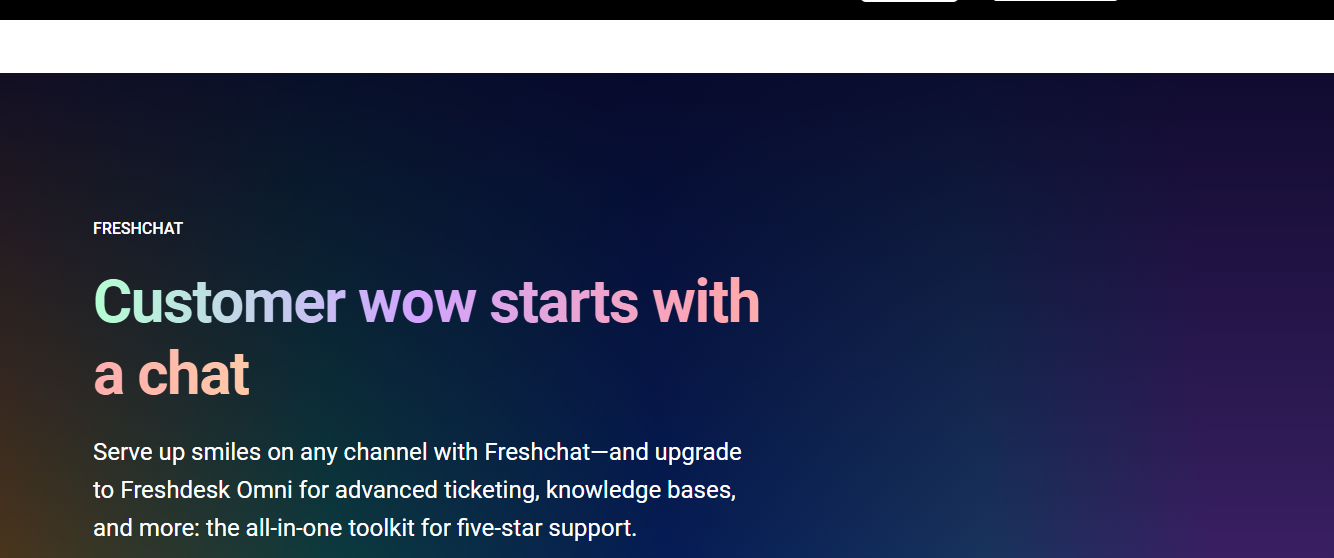 FRESHCHAT
Customer wow starts with
a chat
Serve up smiles on any channel with Freshchat—and upgrade
to Freshdesk Omni for advanced ticketing, knowledge bases,
and more: the all-in-one toolkit for five-star support.